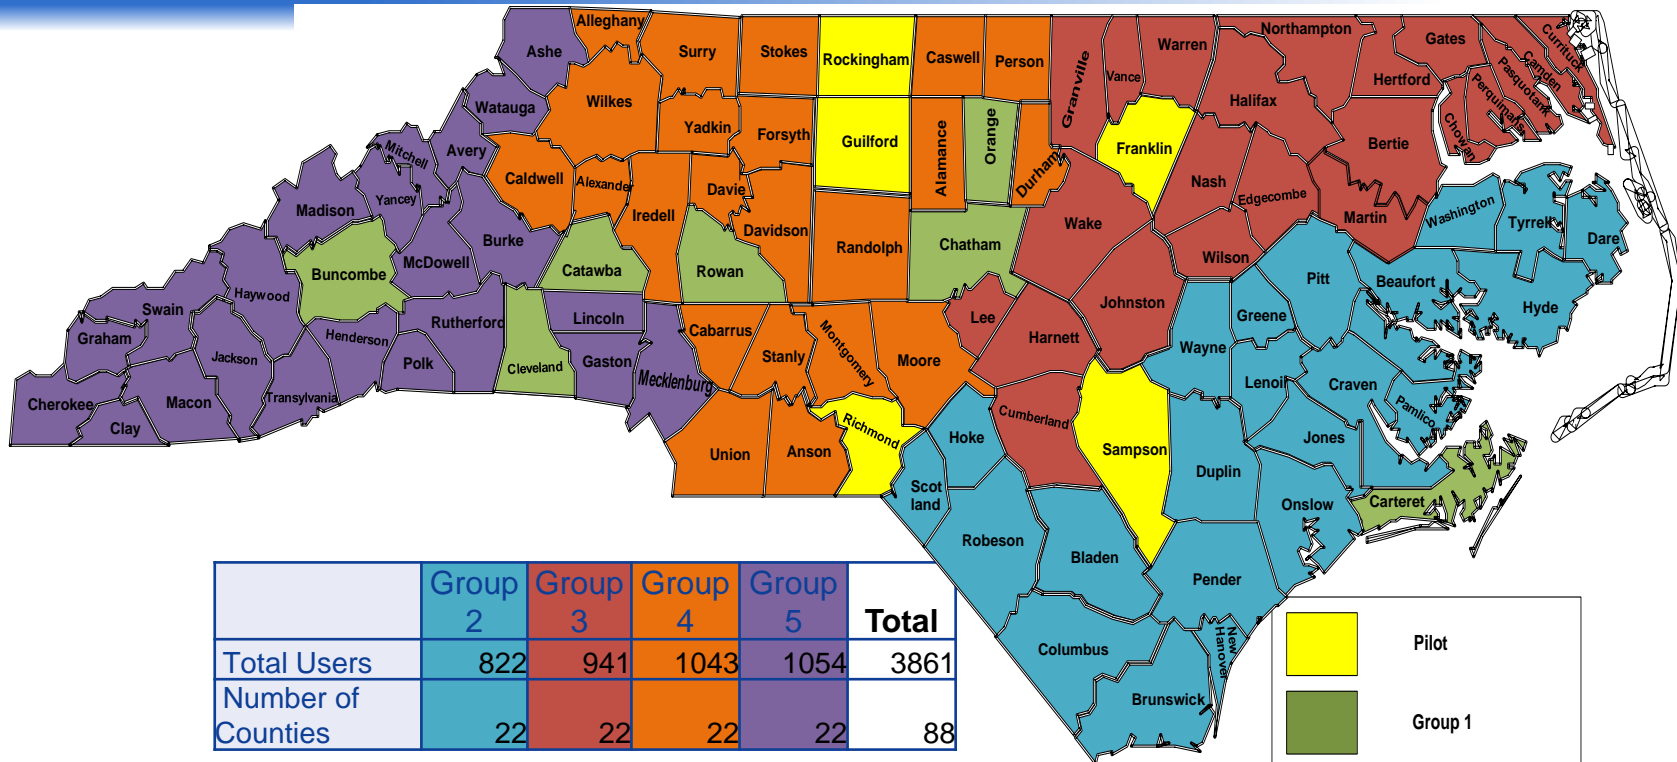 Alleghany
Ashe
Surry
Stokes
Rockingham
Caswell
Person
Granville
Vance
Warren
Northampton
Gates
Hertford
Currituck
Camden
Pasquotank
Perquimans
Chowan
Watauga
Wilkes
Yadkin
Forsyth
Guilford
Alamance
Orange
Durham
Franklin
Halifax
Bertie
Mitchell
Avery
Caldwell
Alexander
Davie
Iredell
Davidson
Randolph
Chatham
Wake
Nash
Edgecombe
Martin
Washington
Tyrrell
Dare
Madison
Yancey
Burke
McDowell
Buncombe
Catawba
Rowan
Wilson
Pitt
Beaufort
Hyde
Swain
Haywood
Rutherford
Lincoln
Cabarrus
Stanly
Montgomery
Moore
Lee
Harnett
Johnston
Greene
Wayne
Graham
Jackson
Henderson
Polk
Cleveland
Gaston
Mecklenburg
Lenoir
Craven
Pamlico
Cherokee
Macon
Transylvania
Clay
Union
Anson
Richmond
Hoke
Cumberland
Sampson
Duplin
Jones
Onslow
Carteret
Scot
land
Robeson
Bladen
Pender
Columbus
Brunswick
New
Hanover
Group 2 Group 3 Group 4 Group 5 Total
Total Users 822 941 1043 1054 3861
Number of Counties 22 22 22 22 88
Pilot
Group 1